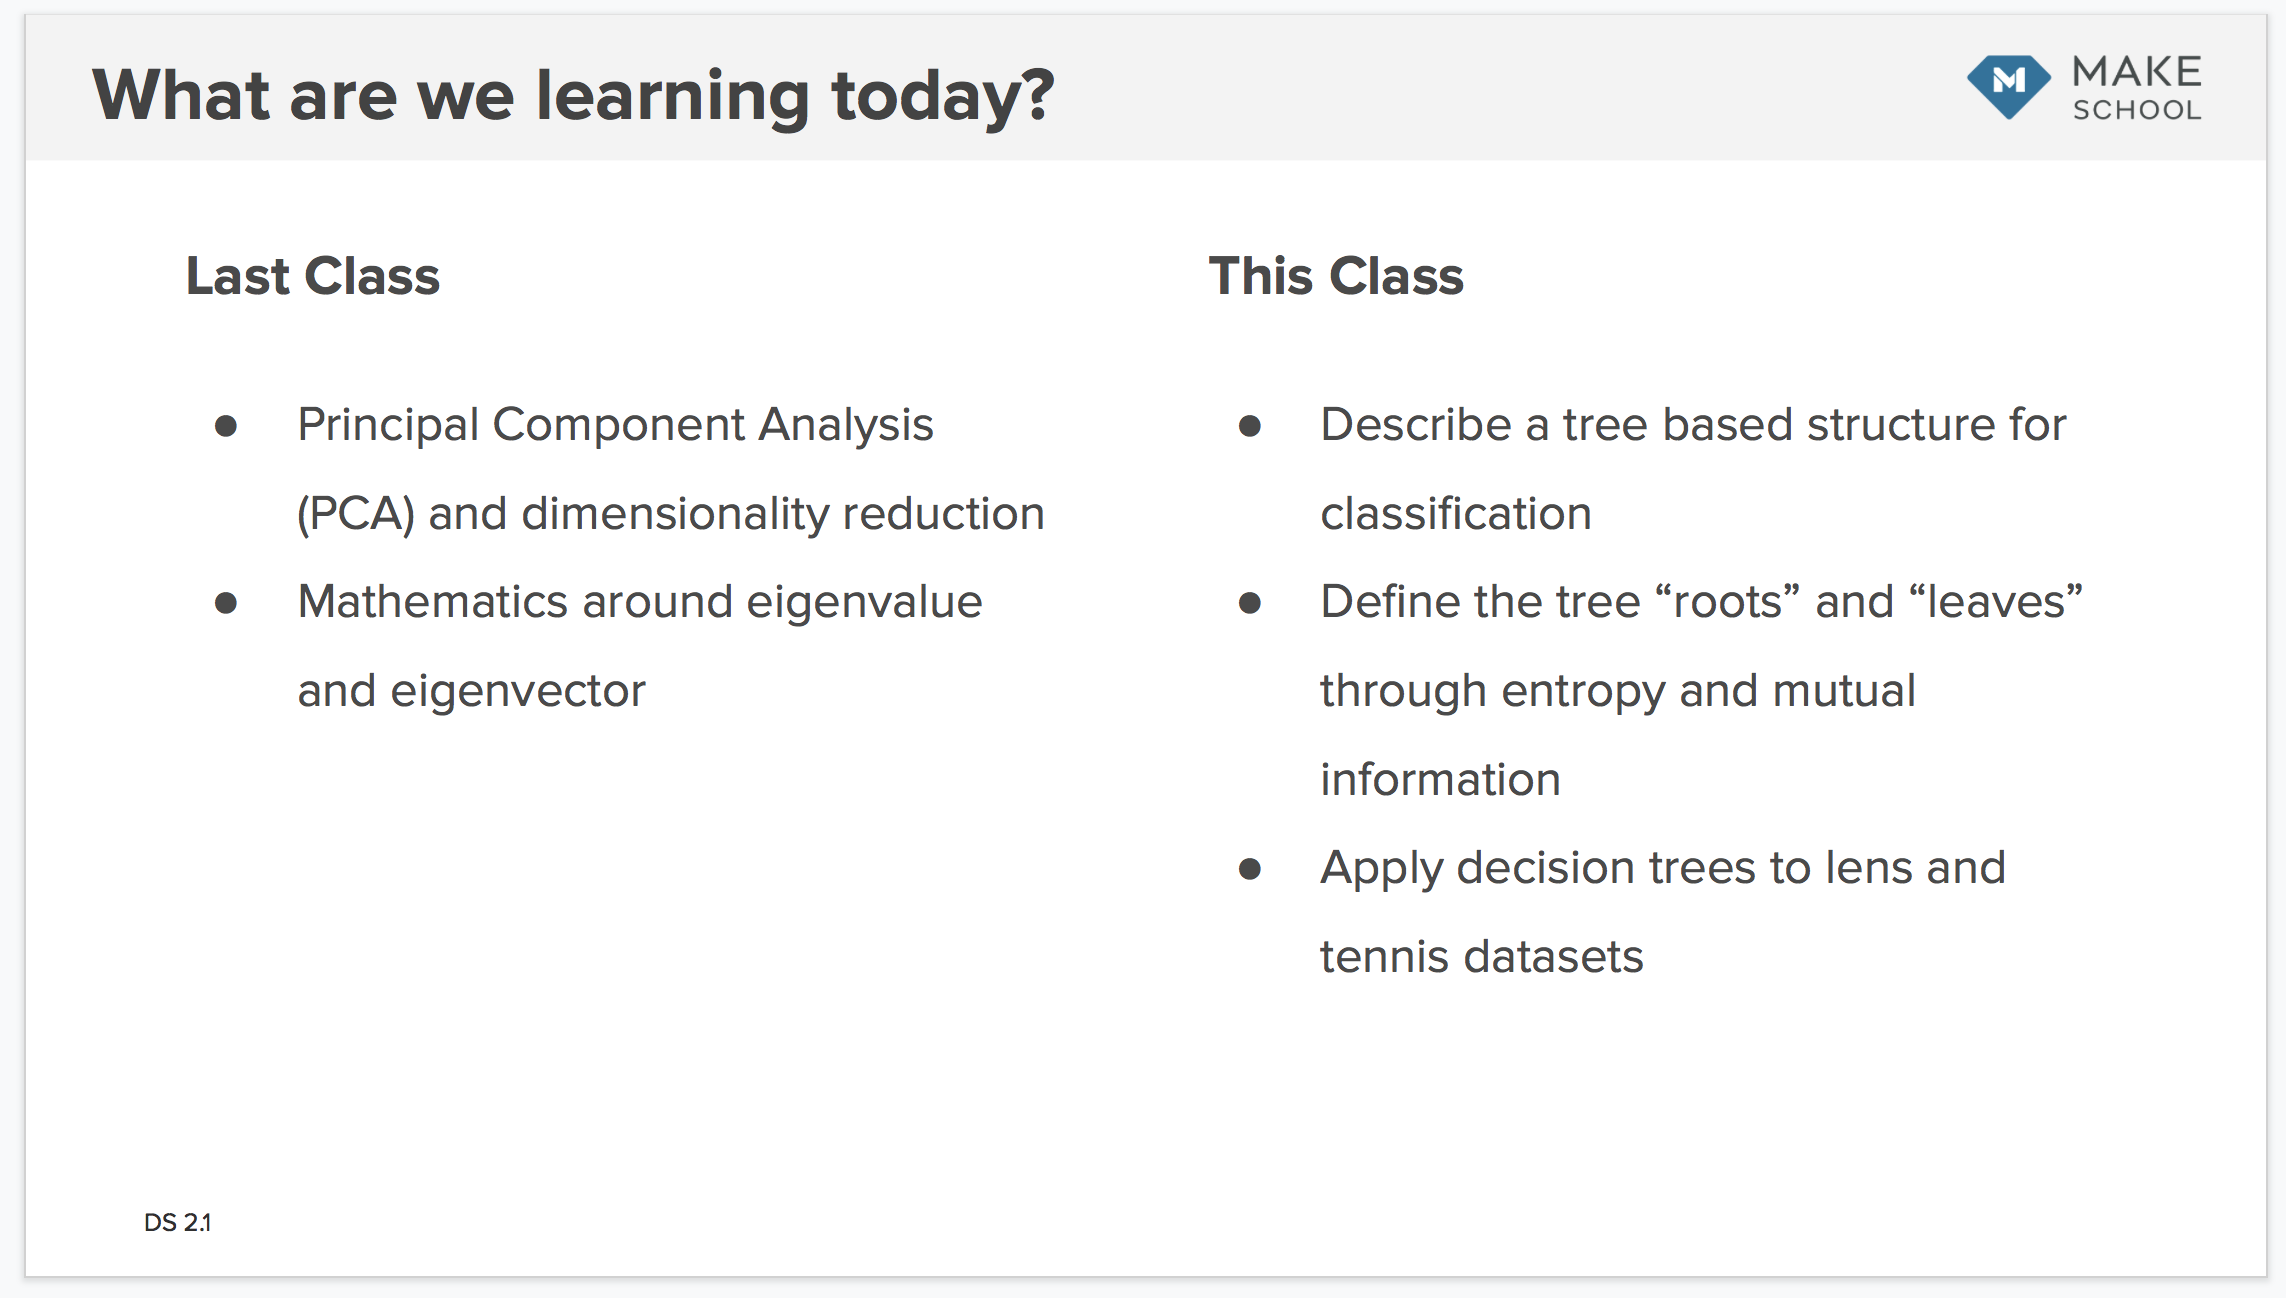 What are we learning today?
MAKE
SCHOOL
Last Class
● Principal Component Analysis
(PCA) and dimensionality reduction
● Mathematics around eigenvalue
and eigenvector
This Class
● Describe a tree based structure for
classification
● Define the tree “roots” and “leaves”
through entropy and mutual
information
● Apply decision trees to lens and
tennis datasets
DS 2.1